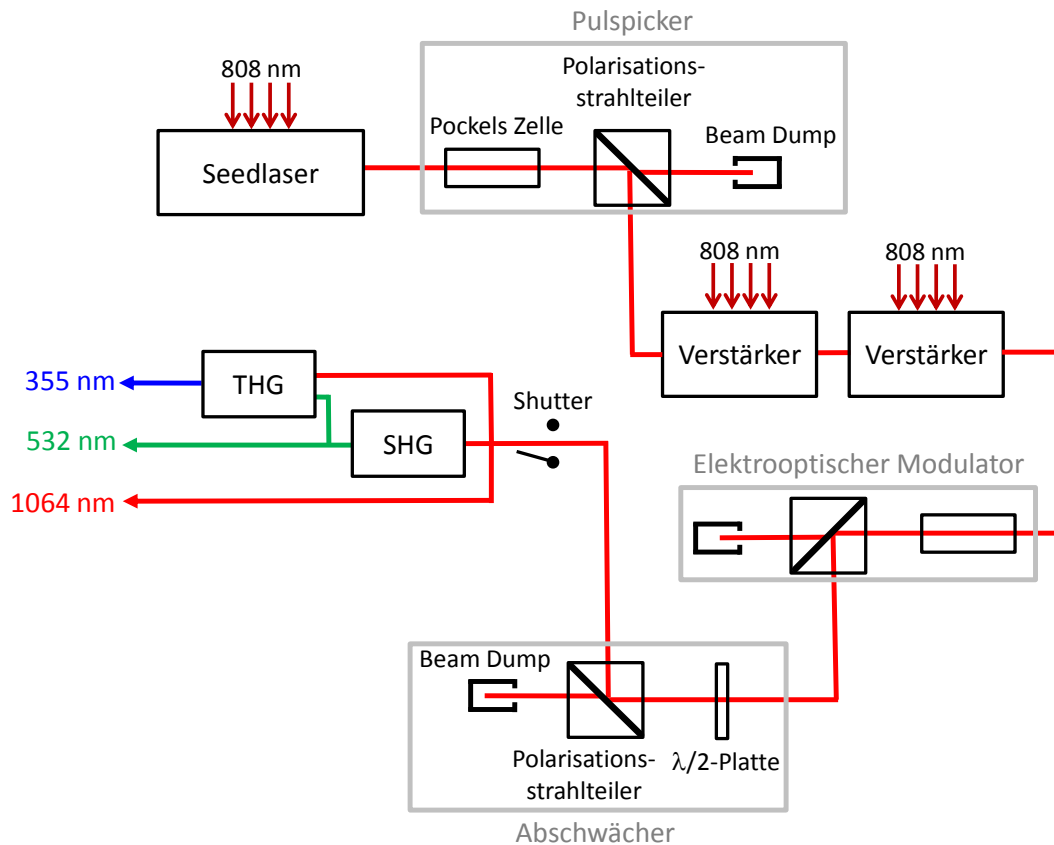 Pulspicker
808 nm
Polarisations-
strahlteiler
Pockels Zelle
Beam Dump
Seedlaser
808 nm
808 nm
Verstärker
Verstärker
355 nm
THG
Shutter
532 nm
SHG
1064 nm
Elektrooptischer Modulator
Beam Dump
Polarisations-
strahlteiler
λ/2-Platte
Abschwächer